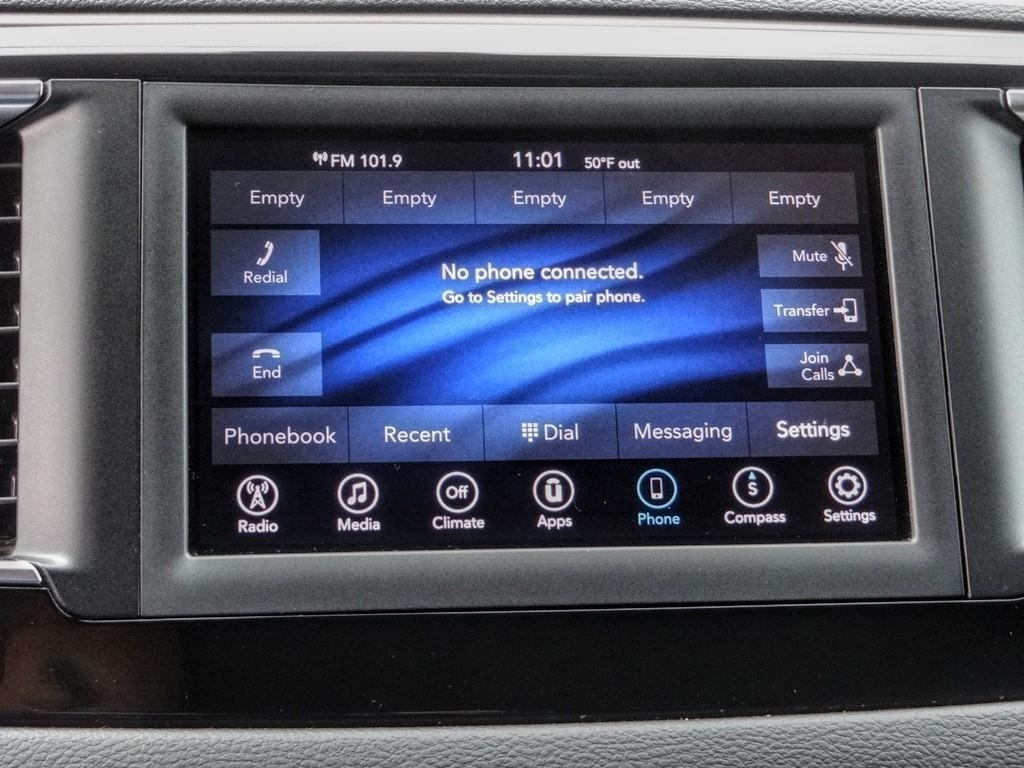 FM 101.9 11:01 50°F out
Empty Empty Empty Empty Empty
Redial
No phone connected.
Go to Settings to pair phone.
Mute
Transfer
Join
Calls
End
Phonebook Recent Dial Messaging Settings
Off S
Radio Media Climate Apps Phone Compass Settings